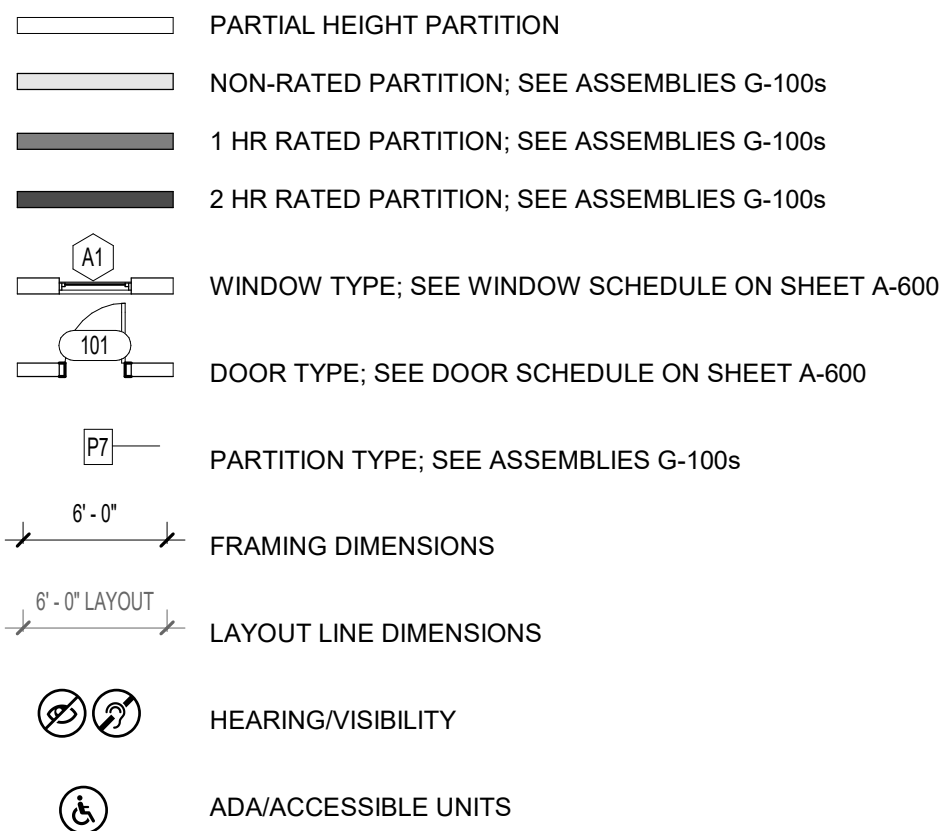 PARTIAL HEIGHT PARTITION
NON-RATED PARTITION; SEE ASSEMBLIES G-100s
1 HR RATED PARTITION; SEE ASSEMBLIES G-100s
2 HR RATED PARTITION; SEE ASSEMBLIES G-100s
A1
WINDOW TYPE; SEE WINDOW SCHEDULE ON SHEET A-600
101
DOOR TYPE; SEE DOOR SCHEDULE ON SHEET A-600
P7
PARTITION TYPE; SEE ASSEMBLIES G-100s
6' - 0"
FRAMING DIMENSIONS
6' - 0" LAYOUT
LAYOUT LINE DIMENSIONS
HEARING/VISIBILITY
ADA/ACCESSIBLE UNITS